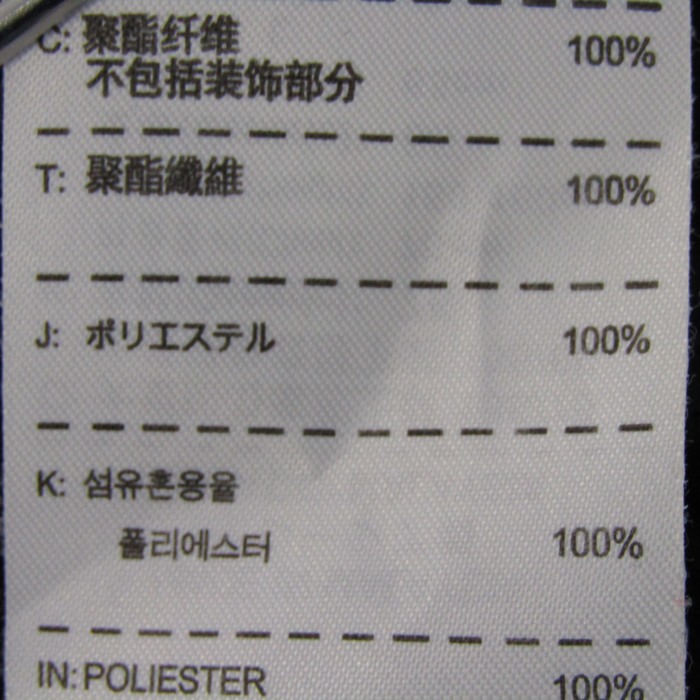 C: 聚酯纤维 100%
不包括装饰部分
T: 聚酯纖維 100%
J: ポリエステル 100%
K: 섬유혼용율
폴리에스터 100%
IN: POLIESTER 100%